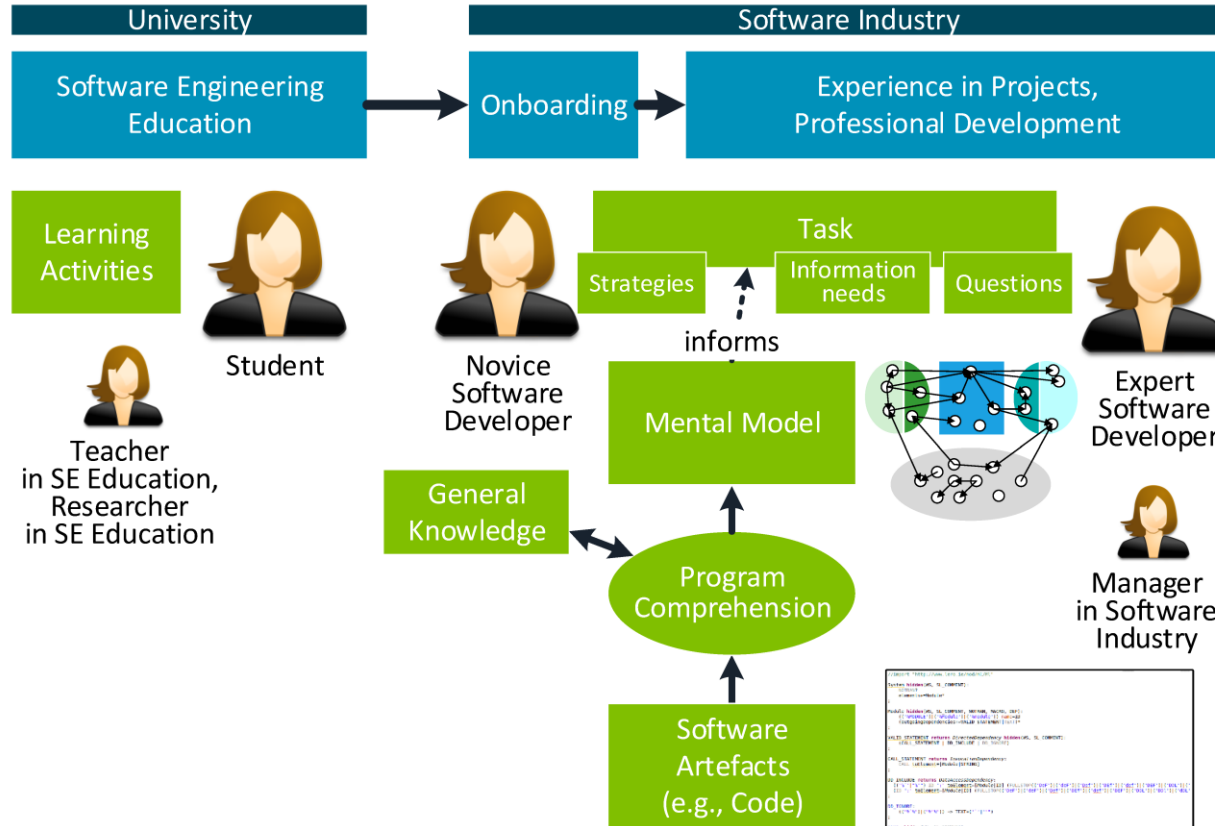 University
Software Industry
Software Engineering
Education
Onboarding
Experience in Projects,
Professional Development
Learning
Activities
Student
Teacher
in SE Education,
Researcher
in SE Education
Novice
Software
Developer
Task
Strategies
Information
needs
Questions
informs
Mental Model
Expert
Software
Developer
General
Knowledge
Program
Comprehension
Manager
in Software
Industry
Software
Artefacts
(e.g., Code)